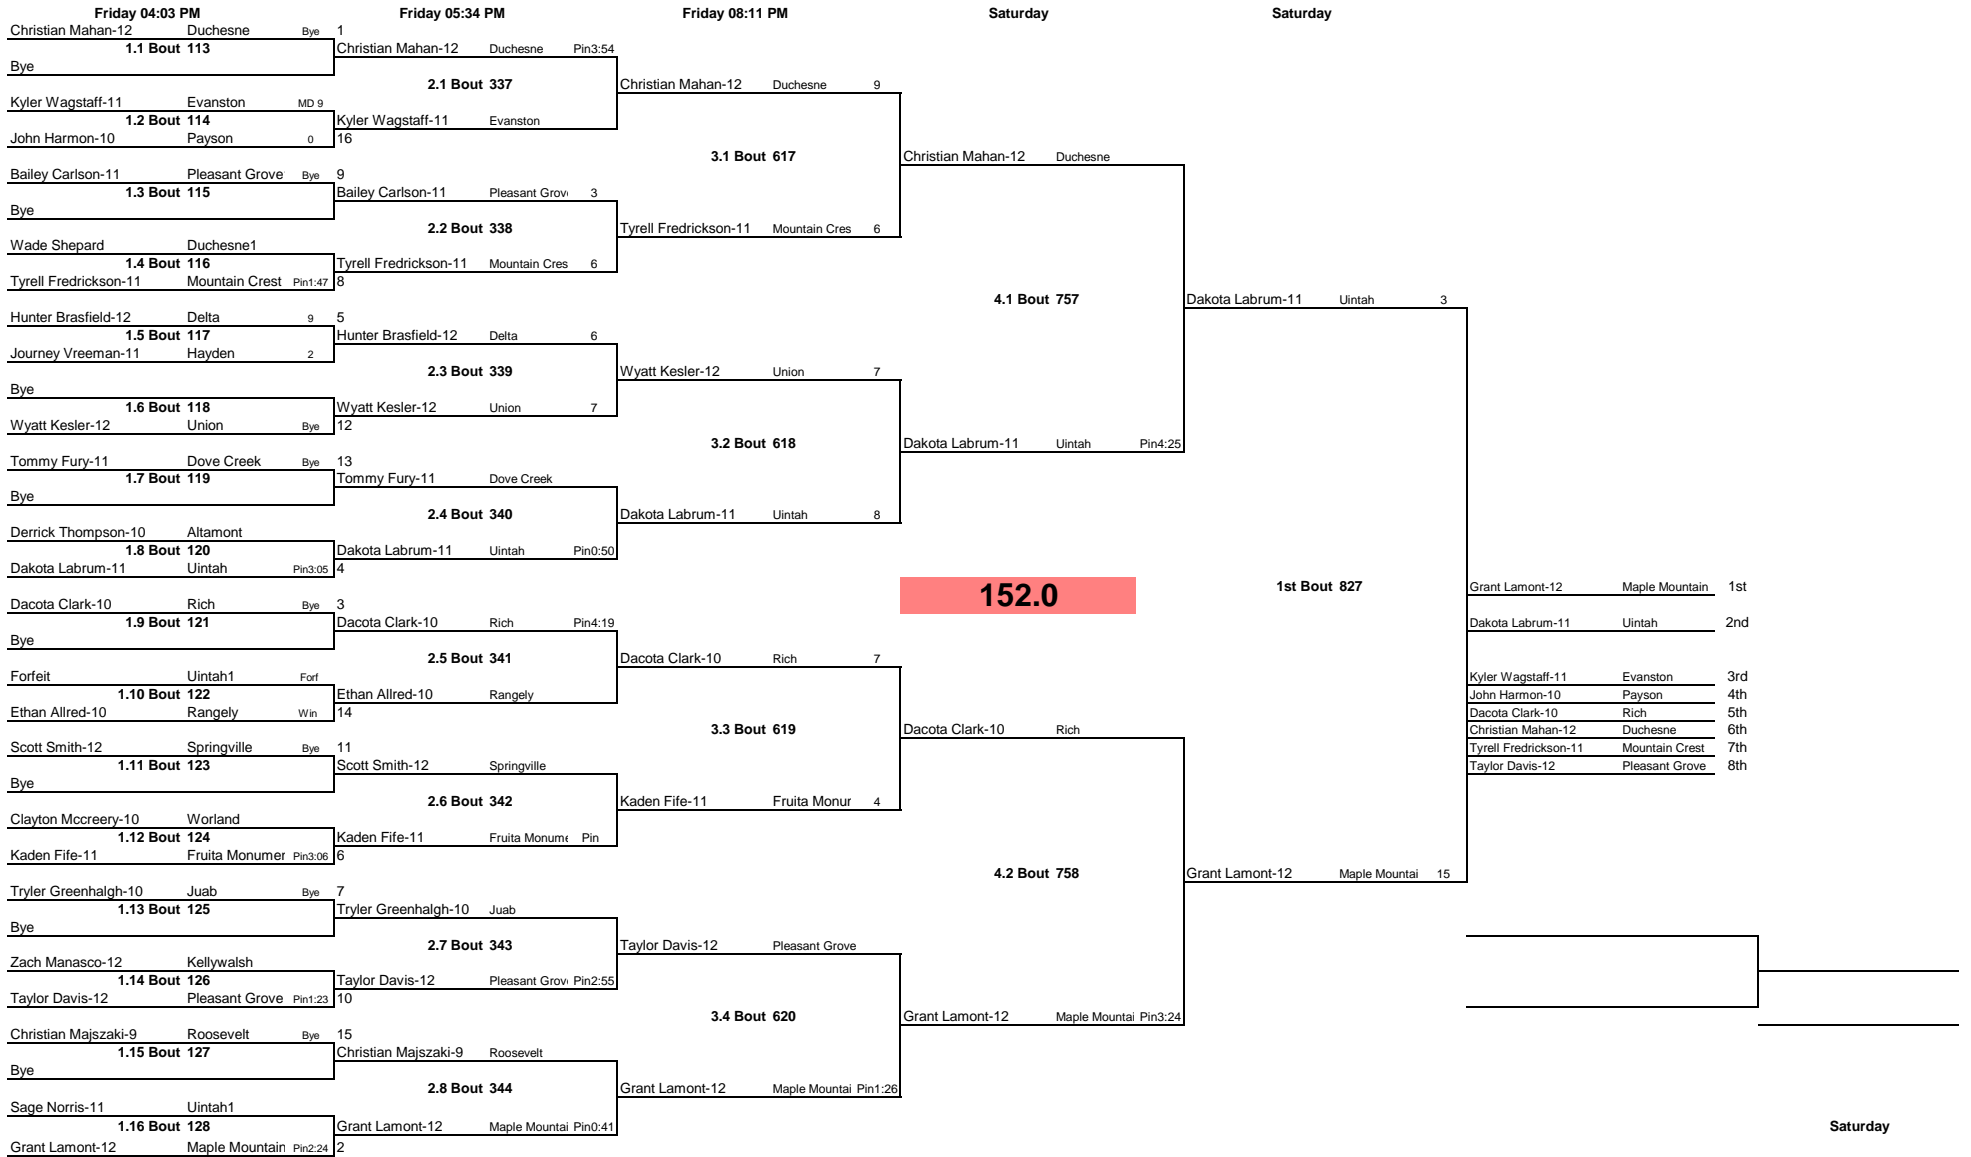 Friday 04:03 PM Friday 05:34 PM Friday 08:11 PM Saturday Saturday
Christian Mahan-12 Duchesne Bye 1
1.1 Bout 113 Christian Mahan-12 Duchesne Pin3:54
Bye
2.1 Bout 337 Christian Mahan-12 Duchesne 9
Kyler Wagstaff-11 Evanston MD 9
1.2 Bout 114 Kyler Wagstaff-11 Evanston
John Harmon-10 Payson 0 16
3.1 Bout 617 Christian Mahan-12 Duchesne
Bailey Carlson-11 Pleasant Grove Bye 9
1.3 Bout 115 Bailey Carlson-11 Pleasant Grov 3
Bye
2.2 Bout 338 Tyrell Fredrickson-11 Mountain Cres 6
Wade Shepard Duchesne1
1.4 Bout 116 Tyrell Fredrickson-11 Mountain Cres 6
Tyrell Fredrickson-11 Mountain Crest Pin1:47 8
4.1 Bout 757 Dakota Labrum-11 Uintah 3
Hunter Brasfield-12 Delta 9 5
1.5 Bout 117 Hunter Brasfield-12 Delta 6
Journey Vreeman-11 Hayden 2
2.3 Bout 339 Wyatt Kesler-12 Union 7
Bye
1.6 Bout 118 Wyatt Kesler-12 Union 7
Wyatt Kesler-12 Union Bye 12
3.2 Bout 618 Dakota Labrum-11 Uintah Pin4:25
Tommy Fury-11 Dove Creek Bye 13
1.7 Bout 119 Tommy Fury-11 Dove Creek
Bye
2.4 Bout 340 Dakota Labrum-11 Uintah 8
Derrick Thompson-10 Altamont
1.8 Bout 120 Dakota Labrum-11 Uintah Pin0:50
Dakota Labrum-11 Uintah Pin3:05 4
152.0 1st Bout 827 Grant Lamont-12 Maple Mountain 1st
Dacota Clark-10 Rich Bye 3
1.9 Bout 121 Dacota Clark-10 Rich Pin4:19 Dakota Labrum-11 Uintah 2nd
Bye
2.5 Bout 341 Dacota Clark-10 Rich 7
Forfeit Uintah1 Forf Kyler Wagstaff-11 Evanston 3rd
1.10 Bout 122 Ethan Allred-10 Rangely John Harmon-10 Payson 4th
Ethan Allred-10 Rangely Win 14 Dacota Clark-10 Rich 5th
3.3 Bout 619 Dacota Clark-10 Rich Christian Mahan-12 Duchesne 6th
Scott Smith-12 Springville Bye 11 Tyrell Fredrickson-11 Mountain Crest 7th
1.11 Bout 123 Scott Smith-12 Springville Taylor Davis-12 Pleasant Grove 8th
Bye
2.6 Bout 342 Kaden Fife-11 Fruita Monur 4
Clayton Mccreery-10 Worland
1.12 Bout 124 Kaden Fife-11 Fruita Monume Pin
Kaden Fife-11 Fruita Monumer Pin3:06 6
4.2 Bout 758 Grant Lamont-12 Maple Mountai 15
Tryler Greenhalgh-10 Juab Bye 7
1.13 Bout 125 Tryler Greenhalgh-10 Juab
Bye
2.7 Bout 343 Taylor Davis-12 Pleasant Grove
Zach Manasco-12 Kellywalsh
1.14 Bout 126 Taylor Davis-12 Pleasant Grov Pin2:55
Taylor Davis-12 Pleasant Grove Pin1:23 10
3.4 Bout 620 Grant Lamont-12 Maple Mountai Pin3:24
Christian Majszaki-9 Roosevelt Bye 15
1.15 Bout 127 Christian Majszaki-9 Roosevelt
Bye
2.8 Bout 344 Grant Lamont-12 Maple Mountai Pin1:26
Sage Norris-11 Uintah1
1.16 Bout 128 Grant Lamont-12 Maple Mountai Pin0:41 Saturday
Grant Lamont-12 Maple Mountain Pin2:24 2